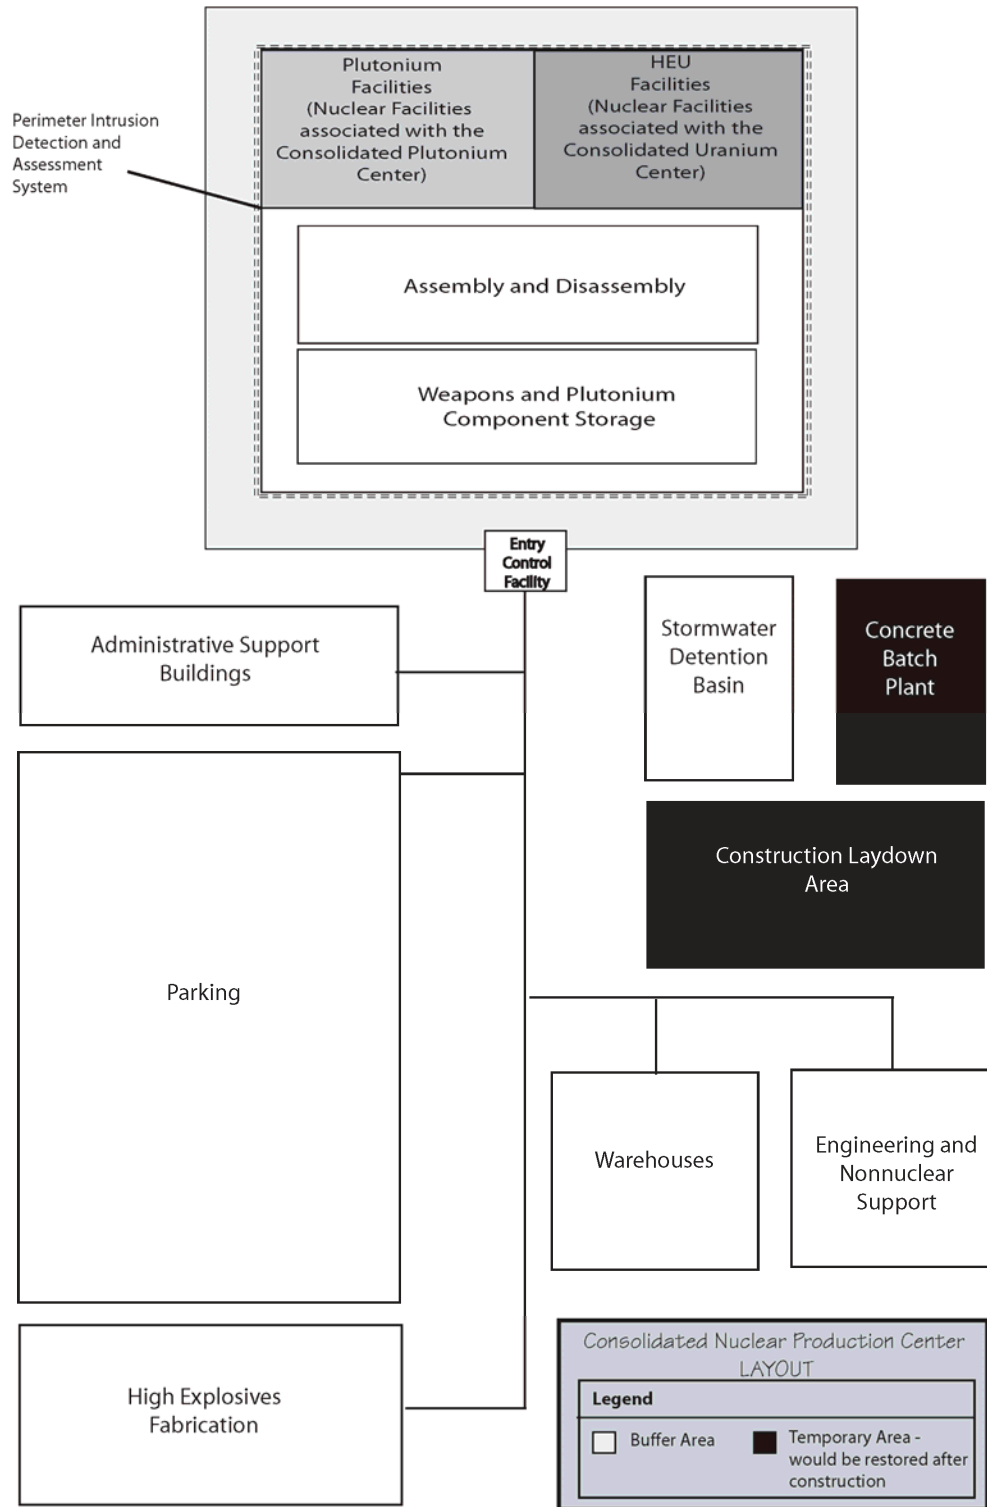 Plutonium
Facilities
(Nuclear Facilities
associated with the
Consolidated Plutonium
Center)
HEU
Facilities
(Nuclear Facilities
associated with the
Consolidated Uranium
Center)
Perimeter Intrusion
Detection and
Assessment
System
Assembly and Disassembly
Weapons and Plutonium
Component Storage
Entry
Control
Facility
Administrative Support
Buildings
Stormwater
Detention
Basin
Concrete
Batch
Plant
Construction Laydown
Area
Parking
Warehouses
Engineering and
Nonnuclear
Support
High Explosives
Fabrication
Consolidated Nuclear Production Center
LAYOUT
Legend
Buffer Area
Temporary Area -
would be restored after
construction